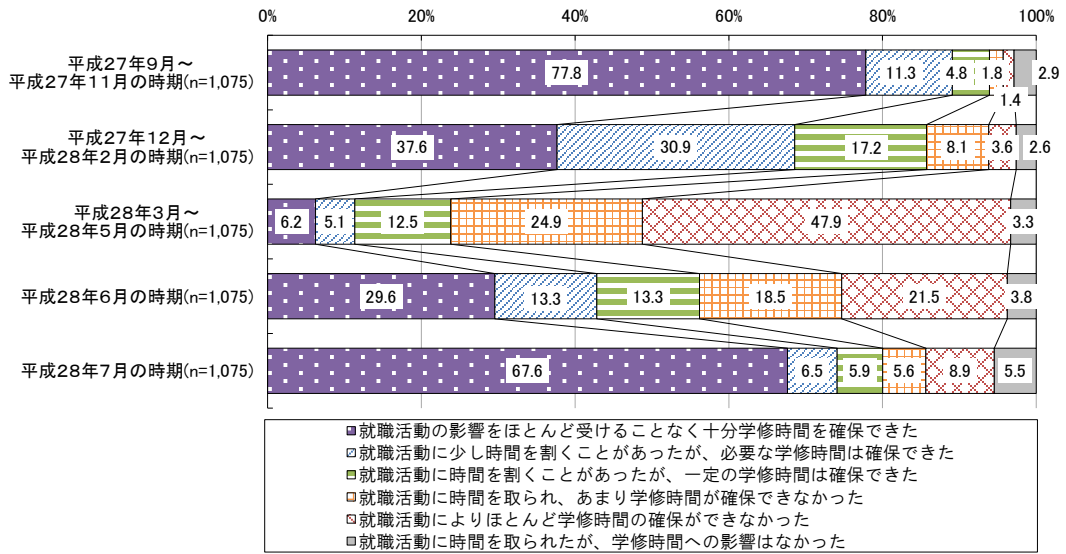 0% 20% 40% 60% 80% 100%
平成27年9月～
平成27年11月の時期(n=1,075)
77.8 11.3 4.8 1.8 1.4 2.9
平成27年12月～
平成28年2月の時期(n=1,075)
37.6 30.9 17.2 8.1 3.6 2.6
平成28年3月～
平成28年5月の時期(n=1,075)
6.2 5.1 12.5 24.9 47.9 3.3
平成28年6月の時期(n=1,075)
29.6 13.3 13.3 18.5 21.5 3.8
平成28年7月の時期(n=1,075)
67.6 6.5 5.9 5.6 8.9 5.5
就職活動の影響をほとんど受けることなく十分学修時間を確保できた
就職活動に少し時間を割くことがあったが、必要な学修時間は確保できた
就職活動に時間を割くことがあったが、一定の学修時間は確保できた
就職活動に時間を取られ、あまり学修時間が確保できなかった
就職活動によりほとんど学修時間の確保ができなかった
就職活動に時間を取られたが、学修時間への影響はなかった